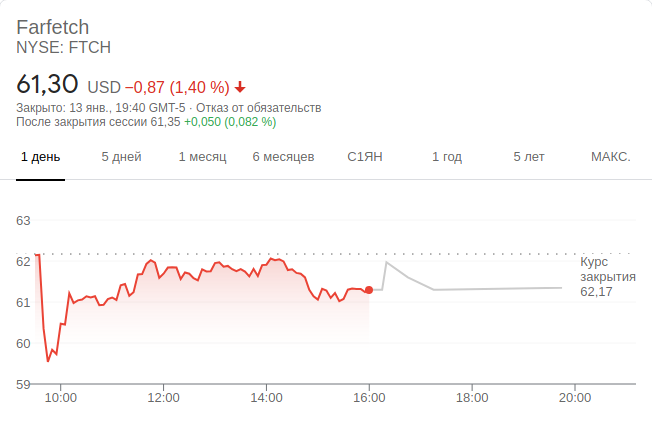 Farfetch
NYSE: FTCH
61,30 USD −0,87 (1,40 %)
Закрыто: 13 янв., 19:40 GMT-5 · Отказ от обязательств
После закрытия сессии 61,35 +0,050 (0,082 %)
1 день 5 дней 1 месяц 6 месяцев С1ЯН 1 год 5 лет МАКС.
63
62
61
60
59
Курс
закрытия
62,17
10:00 12:00 14:00 16:00 18:00 20:00